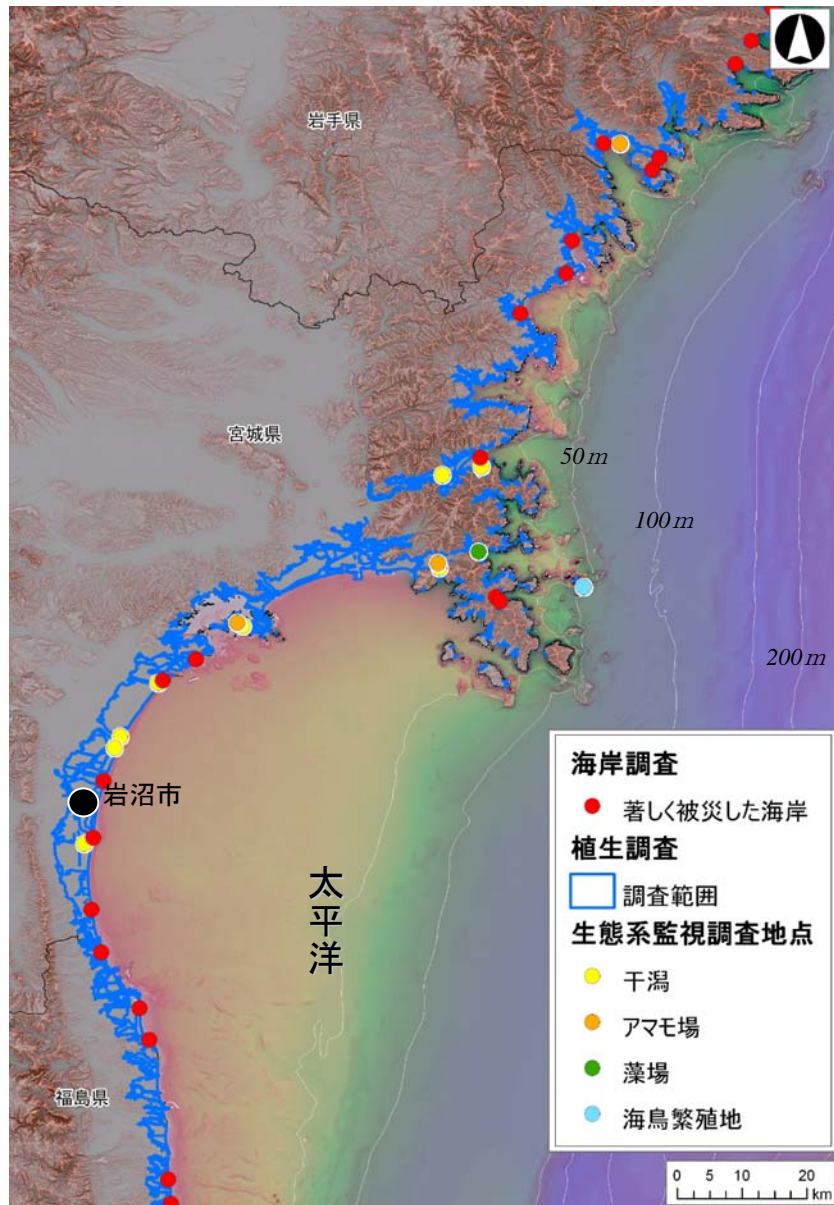 岩手県
宮城県
50m
100m
200m
岩沼市
太平洋
福島県
海岸調査
著しく被災した海岸
植生調査
調査範囲
生態系監視調査地点
干潟
アマモ場
藻場
海鳥繁殖地
0 5 10 20
km